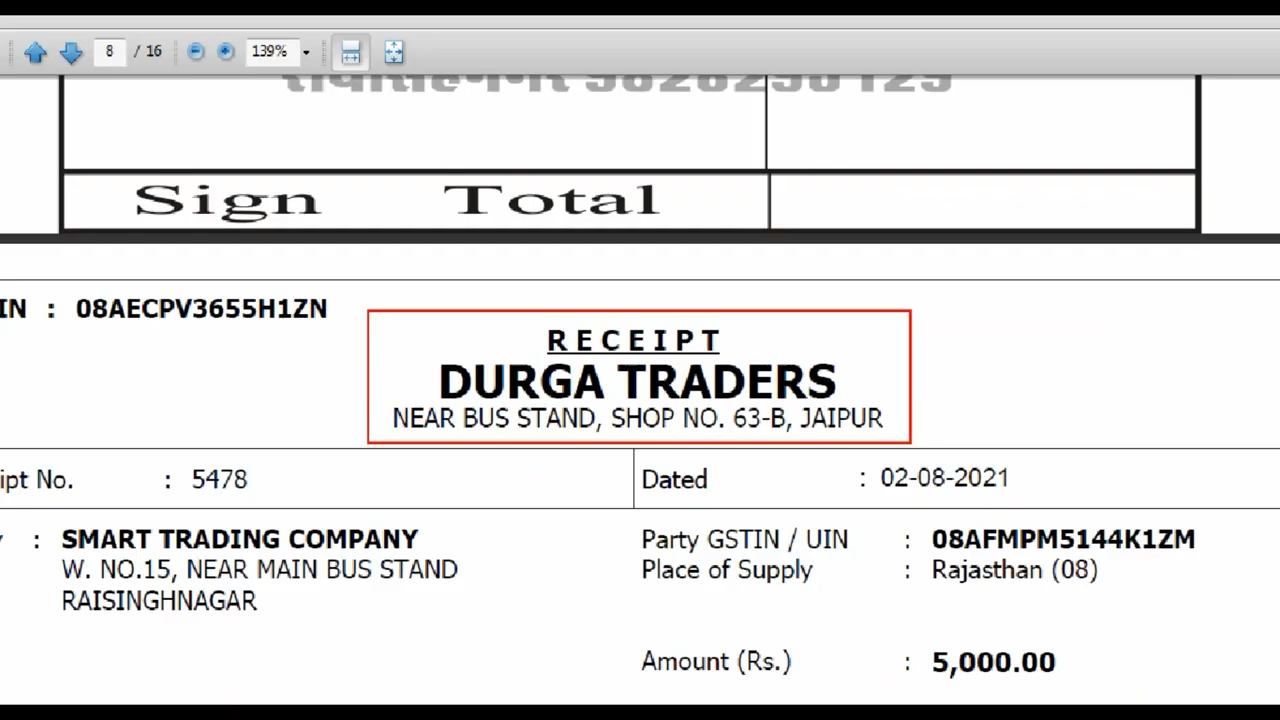 8 / 16 139%
Sign Total
IN : 08AECPV3655H1ZN
RECEIPT
DURGA TRADERS
NEAR BUS STAND, SHOP NO. 63-B, JAIPUR
ipt No. : 5478 Dated : 02-08-2021
: SMART TRADING COMPANY Party GSTIN / UIN : 08AFMPM5144K1ZM
W. NO.15, NEAR MAIN BUS STAND Place of Supply : Rajasthan (08)
RAISINGHNAGAR
Amount (Rs.) : 5,000.00